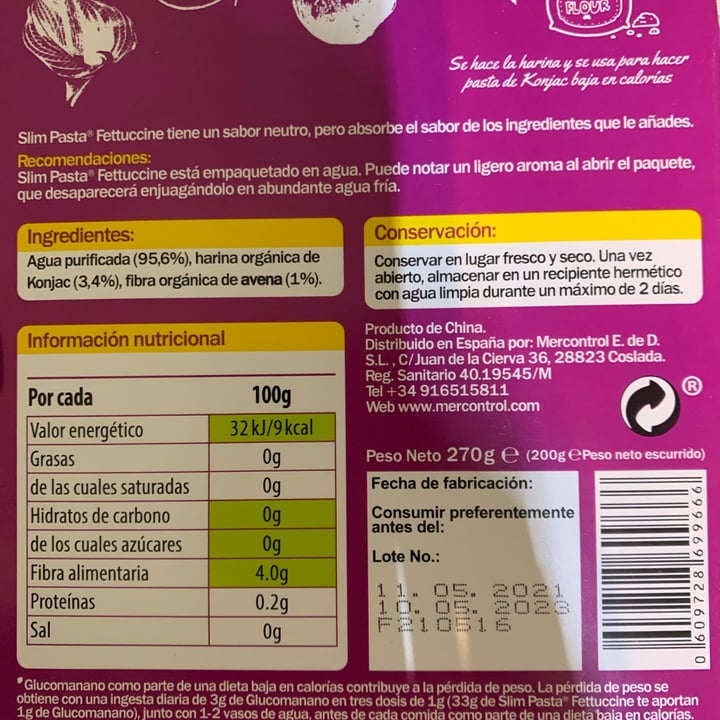 FLOUR
Se hace la harina y se usa para hacer
pasta de Konjac baja en calorías
Slim Pasta® Fettuccine tiene un sabor neutro, pero absorbe el sabor de los ingredientes que le añades.
Recomendaciones:
Slim Pasta® Fettuccine está empaquetado en agua. Puede notar un ligero aroma al abrir el paquete,
que desaparecerá enjuagándolo en abundante agua fría.
Ingredientes:
Agua purificada (95,6%), harina orgánica de
Konjac (3,4%), fibra orgánica de avena (1%).
Conservación:
Conservar en lugar fresco y seco. Una vez
abierto, almacenar en un recipiente hermético
con agua limpia durante un máximo de 2 días.
Información nutricional
Por cada 100g
Valor energético 32 kJ/9 kcal
Grasas 0g
de las cuales saturadas 0g
Hidratos de carbono 0g
de los cuales azúcares 0g
Fibra alimentaria 4.0g
Proteínas 0.2g
Sal 0g
Producto de China.
Distribuido en España por: Mercontrol E. de D.
S.L., C/Juan de la Cierva 36, 28823 Coslada.
Reg. Sanitario 40.19545/M
Tel +34 916515811
Web www.mercontrol.com
®
Peso Neto 270g e (200g e Peso neto escurrido)
Fecha de fabricación:
Consumir preferentemente
antes del:
Lote No.:
11. 05. 2021
10. 05. 2023
F210516
0 609728 699666
Glucomanano como parte de una dieta baja en calorías contribuye a la pérdida de peso. La pérdida de peso se
obtiene con una ingesta diaria de 3g de Glucomanano en tres dosis de 1g (33g de Slim Pasta® Fettuccine te aportan
1g de Glucomanano), junto con 1-2 vasos de agua, antes de cada comida como parte de una dieta baja en calorías.